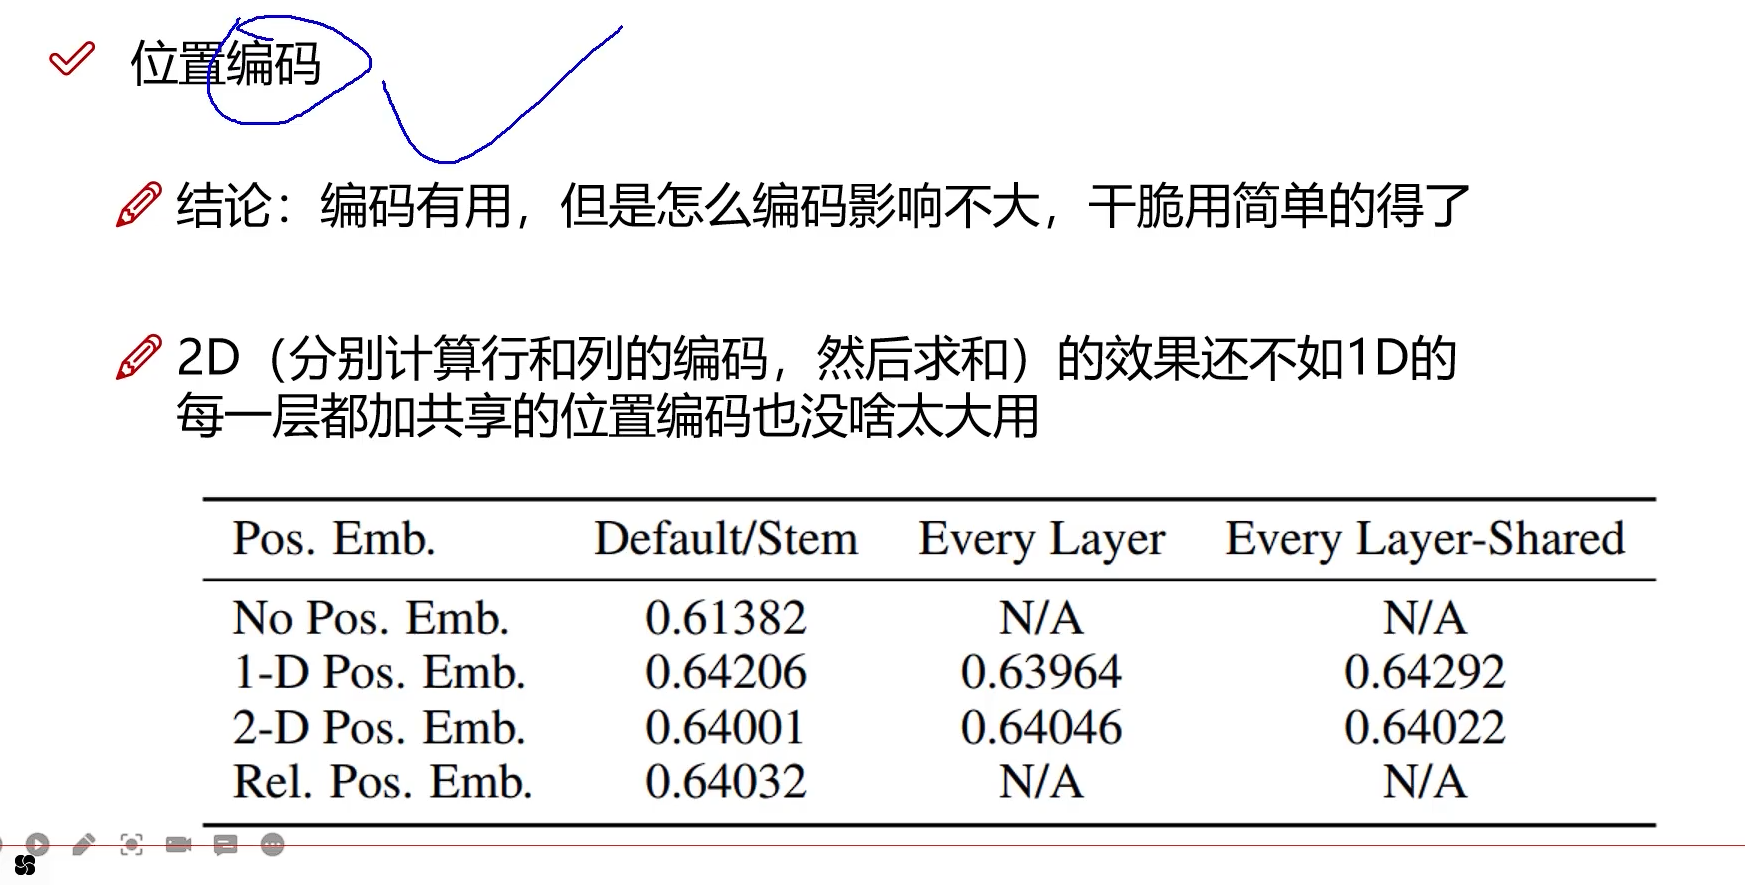 位置编码
结论：编码有用，但是怎么编码影响不大，干脆用简单的得了
2D（分别计算行和列的编码，然后求和）的效果还不如1D的
每一层都加共享的位置编码也没啥太大用
Pos. Emb. Default/Stem Every Layer Every Layer-Shared
No Pos. Emb. 0.61382 N/A N/A
1-D Pos. Emb. 0.64206 0.63964 0.64292
2-D Pos. Emb. 0.64001 0.64046 0.64022
Rel. Pos. Emb. 0.64032 N/A N/A